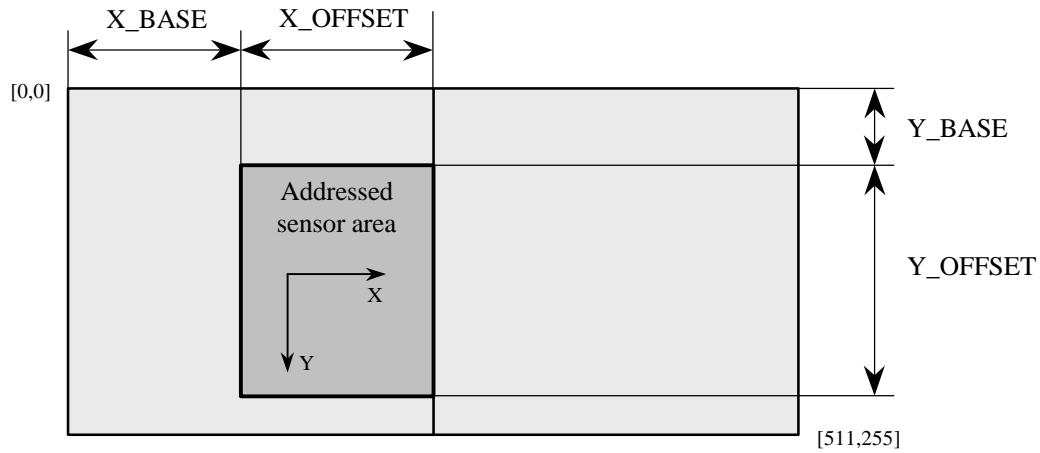 X_BASE
X_OFFSET
[0,0]
Y_BASE
Addressed
sensor area
Y_OFFSET
X
Y
[511,255]